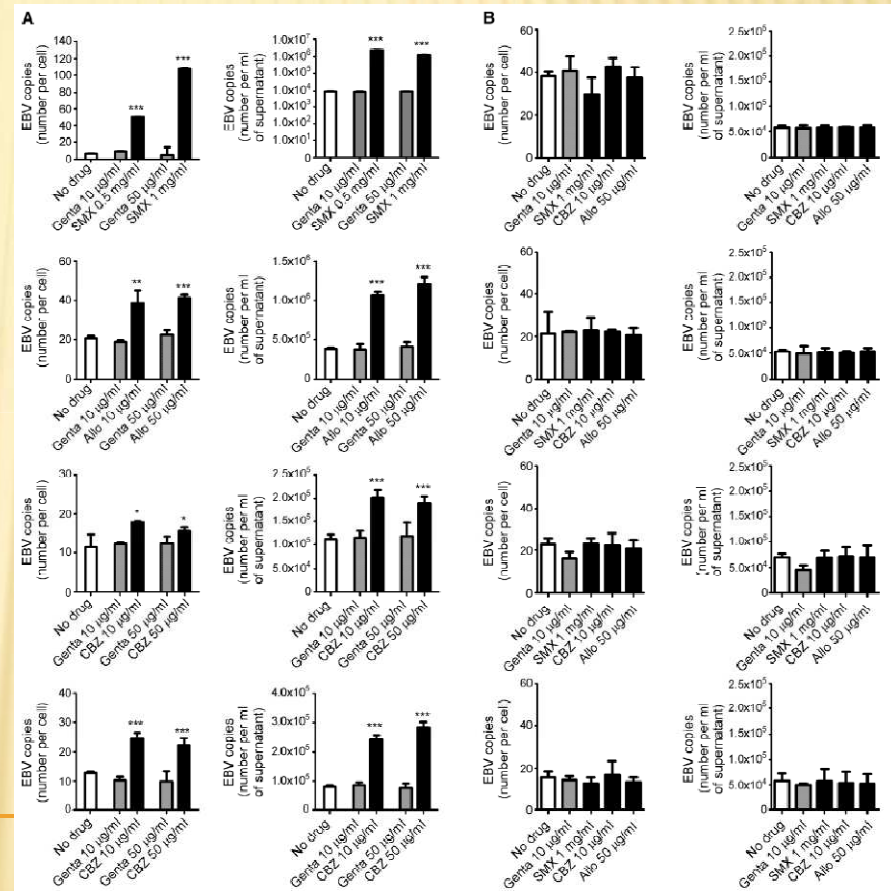 A
B
EBV copies
(number per cell)
140
120
100
80
60
40
20
0
***
***
No drug
Genta 10 µg/ml
SMX 0.5 mg/ml
Genta 50 µg/ml
SMX 1 mg/ml
EBV copies
(number per ml
of supernatant)
1.0x10⁷
1.0x10⁶
1.0x10⁵
1.0x10⁴
1.0x10³
1.0x10²
1.0x10¹
1.0x10⁰
***
***
No drug
Genta 10 µg/ml
SMX 0.5 mg/ml
Genta 50 µg/ml
SMX 1 mg/ml
EBV copies
(number per cell)
60
40
20
0
No drug
Genta 10 µg/ml
SMX 1 mg/ml
CBZ 10 µg/ml
Allo 50 µg/ml
EBV copies
(number per ml
of supernatant)
2.5x10⁵
2.0x10⁵
1.5x10⁵
1.0x10⁵
5.0x10⁴
0
No drug
Genta 10 µg/ml
SMX 1 mg/ml
CBZ 10 µg/ml
Allo 50 µg/ml
EBV copies
(number per cell)
60
40
20
0
**
***
No drug
Genta 10 µg/ml
Allo 10 µg/ml
Genta 50 µg/ml
Allo 50 µg/ml
EBV copies
(number per ml
of supernatant)
1.5x10⁶
1.0x10⁶
5.0x10⁵
0
***
***
No drug
Genta 10 µg/ml
Allo 10 µg/ml
Genta 50 µg/ml
Allo 50 µg/ml
EBV copies
(number per cell)
60
40
20
0
No drug
Genta 10 µg/ml
SMX 1 mg/ml
CBZ 10 µg/ml
Allo 50 µg/ml
EBV copies
(number per ml
of supernatant)
2.5x10⁵
2.0x10⁵
1.5x10⁵
1.0x10⁵
5.0x10⁴
0
No drug
Genta 10 µg/ml
SMX 1 mg/ml
CBZ 10 µg/ml
Allo 50 µg/ml
EBV copies
(number per cell)
30
20
10
0
*
*
No drug
Genta 10 µg/ml
CBZ 10 µg/ml
Genta 50 µg/ml
CBZ 50 µg/ml
EBV copies
(number per ml
of supernatant)
2.5x10⁵
2.0x10⁵
1.5x10⁵
1.0x10⁵
5.0x10⁴
0
***
***
No drug
Genta 10 µg/ml
CBZ 10 µg/ml
Genta 50 µg/ml
CBZ 50 µg/ml
EBV copies
(number per cell)
60
40
20
0
No drug
Genta 10 µg/ml
SMX 1 mg/ml
CBZ 10 µg/ml
Allo 50 µg/ml
EBV copies
(number per ml
of supernatant)
2.5x10⁵
2.0x10⁵
1.5x10⁵
1.0x10⁵
5.0x10⁴
0
No drug
Genta 10 µg/ml
SMX 1 mg/ml
CBZ 10 µg/ml
Allo 50 µg/ml
EBV copies
(number per cell)
40
30
20
10
0
***
***
No drug
Genta 10 µg/ml
CBZ 10 µg/ml
Genta 50 µg/ml
CBZ 50 µg/ml
EBV copies
(number per ml
of supernatant)
4.0x10⁵
3.0x10⁵
2.0x10⁵
1.0x10⁵
0
***
***
No drug
Genta 10 µg/ml
CBZ 10 µg/ml
Genta 50 µg/ml
CBZ 50 µg/ml
EBV copies
(number per cell)
60
40
20
0
No drug
Genta 10 µg/ml
SMX 1 mg/ml
CBZ 10 µg/ml
Allo 50 µg/ml
EBV copies
(number per ml
of supernatant)
2.5x10⁵
2.0x10⁵
1.5x10⁵
1.0x10⁵
5.0x10⁴
0
No drug
Genta 10 µg/ml
SMX 1 mg/ml
CBZ 10 µg/ml
Allo 50 µg/ml